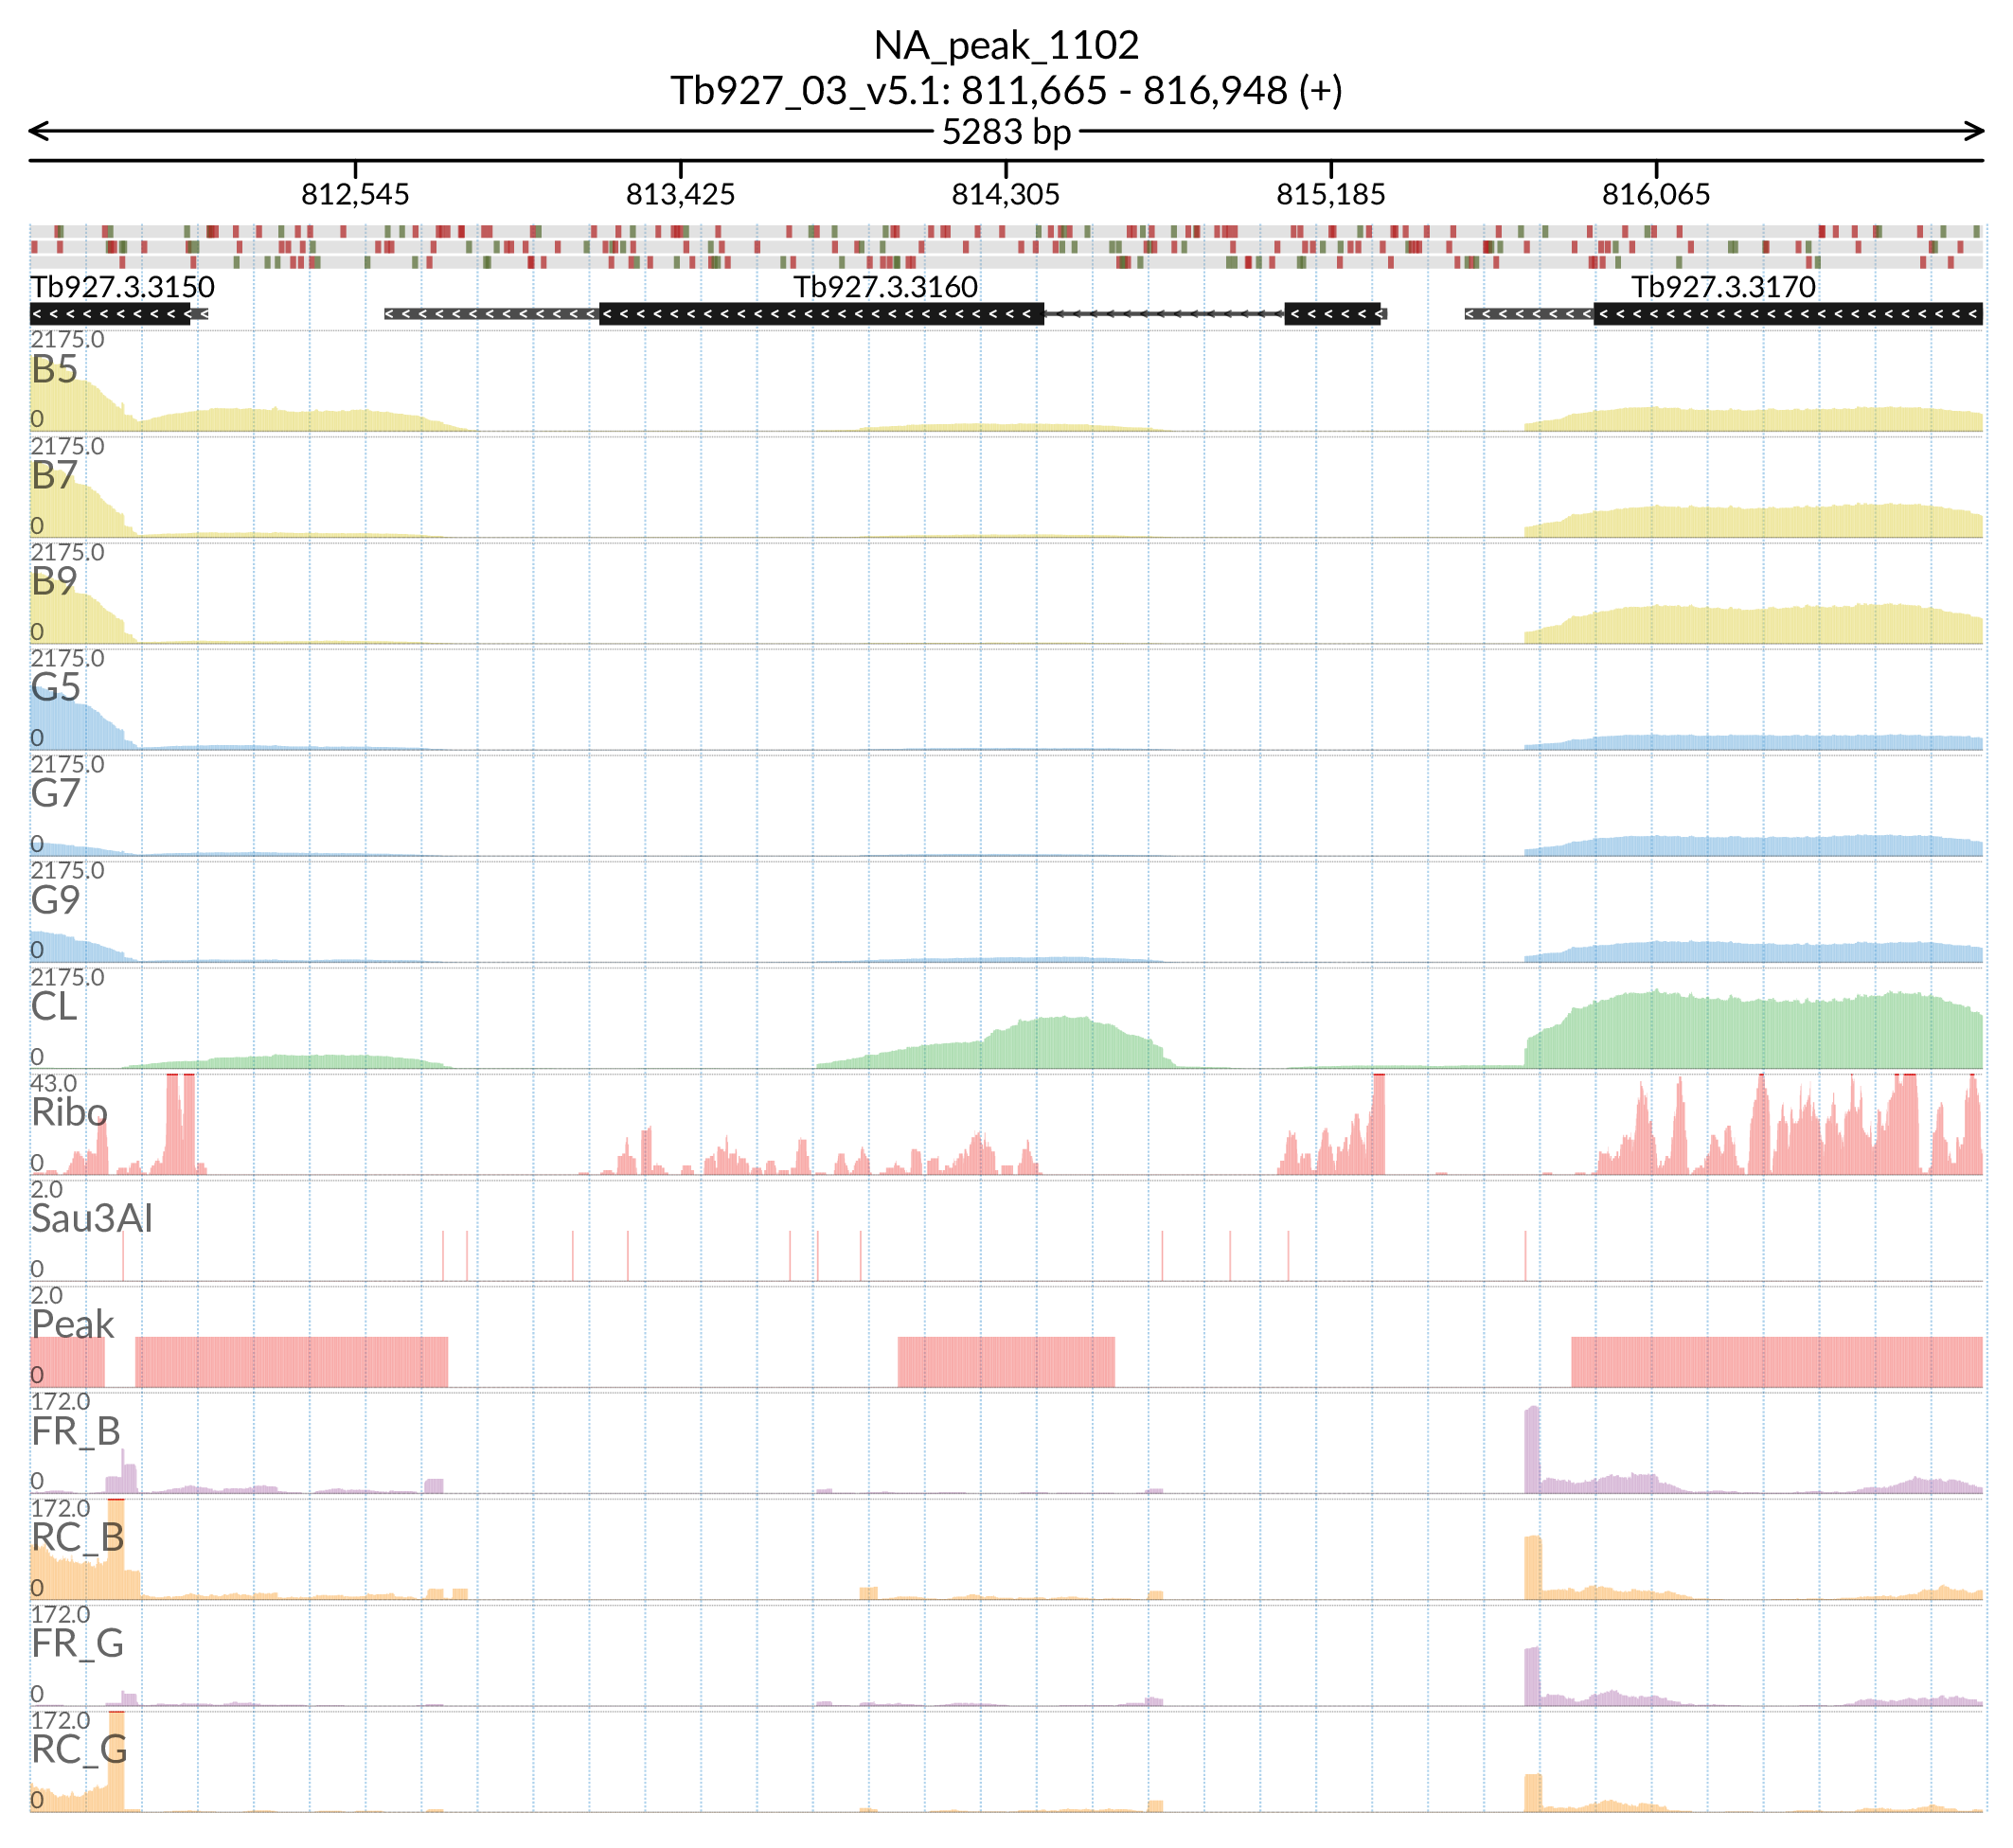 NA_peak_1102
Tb927_03_v5.1: 811,665 - 816,948 (+)
5283 bp
812,545 813,425 814,305 815,185 816,065
Tb927.3.3150 Tb927.3.3160 Tb927.3.3170
2175.0
B5
0
2175.0
B7
0
2175.0
B9
0
2175.0
G5
0
2175.0
G7
0
2175.0
G9
0
2175.0
CL
0
43.0
Ribo
0
2.0
Sau3AI
0
2.0
Peak
0
172.0
FR_B
0
172.0
RC_B
0
172.0
FR_G
0
172.0
RC_G
0